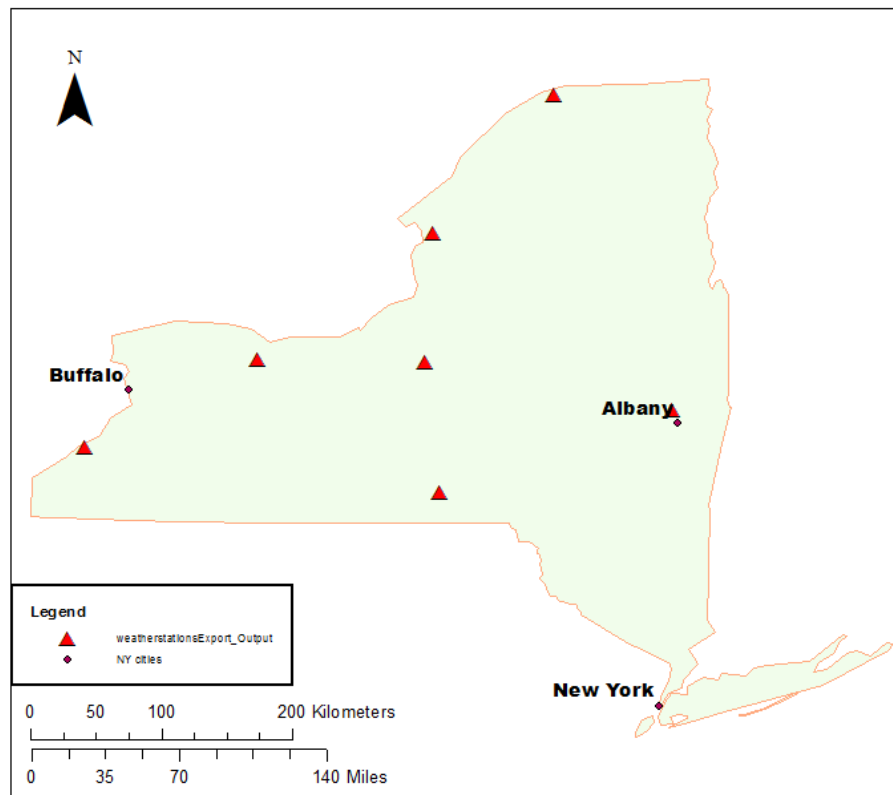 N
Buffalo
Albany
Legend
weatherstationsExport_Output
NY cities
New York
0 50 100 200 Kilometers
0 35 70 140 Miles